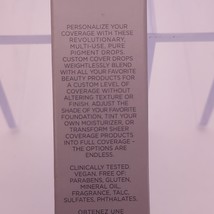 PERSONALIZE YOUR
COVERAGE WITH THESE
REVOLUTIONARY,
MULTI-USE, PURE
PIGMENT DROPS.
CUSTOM COVER DROPS
WEIGHTLESSLY BLEND
WITH ALL YOUR FAVORITE
BEAUTY PRODUCTS FOR
A CUSTOM LEVEL OF
COVERAGE WITHOUT
ALTERING TEXTURE OR
FINISH. ADJUST THE
SHADE OF YOUR FAVORITE
FOUNDATION, TINT YOUR
OWN MOISTURIZER, OR
TRANSFORM SHEER
COVERAGE PRODUCTS
INTO FULL COVERAGE -
THE OPTIONS ARE
ENDLESS.
CLINICALLY TESTED.
VEGAN. FREE OF:
PARABENS, GLUTEN,
MINERAL OIL,
FRAGRANCE, TALC,
SULFATES, PHTHALATES.
OBTENEZ UNE